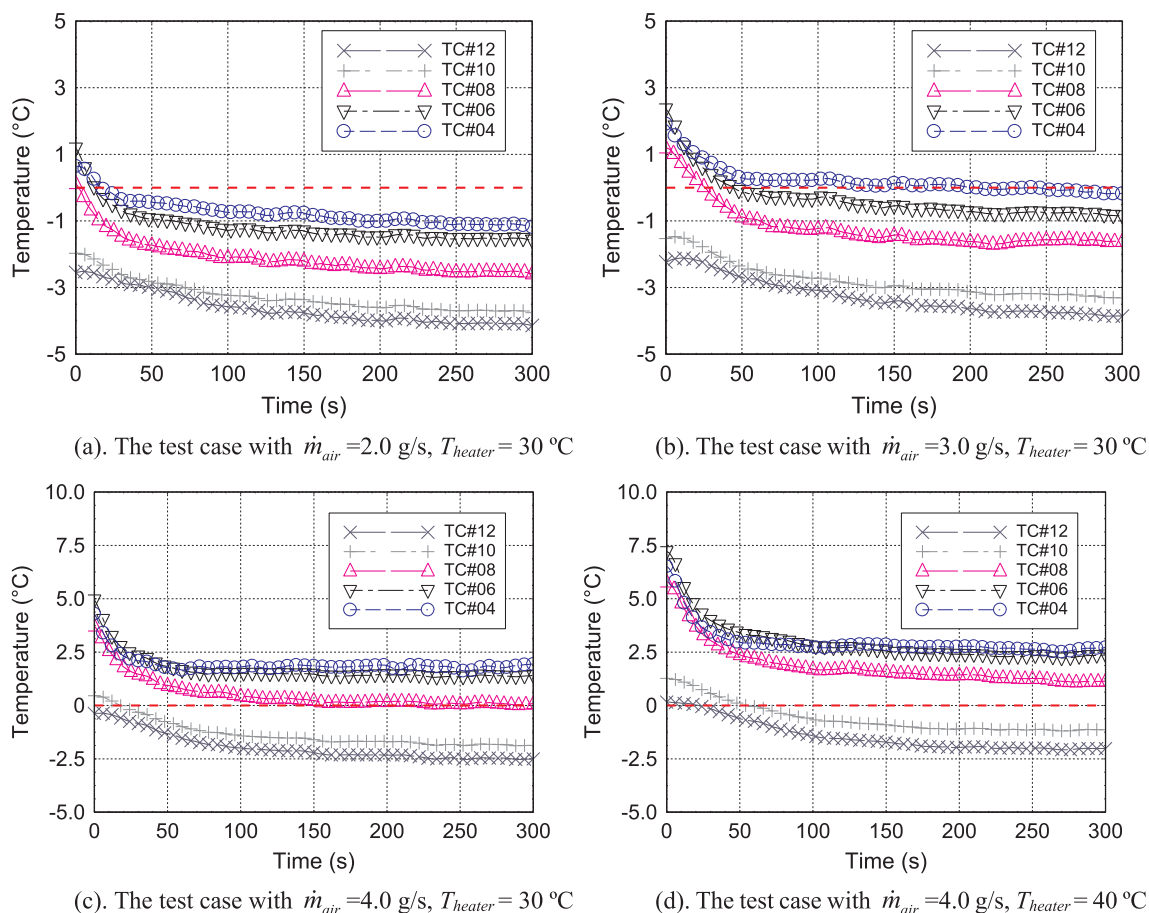 5
3
1
-1
-3
-5
Temperature (°C)
0
50
100
150
200
250
300
Time (s)
TC#12
TC#10
TC#08
TC#06
TC#04
(a). The test case with ṁair =2.0 g/s, Theater = 30 ºC
5
3
1
-1
-3
-5
Temperature (°C)
0
50
100
150
200
250
300
Time (s)
TC#12
TC#10
TC#08
TC#06
TC#04
(b). The test case with ṁair =3.0 g/s, Theater = 30 ºC
10.0
7.5
5.0
2.5
0
-2.5
-5.0
Temperature (°C)
0
50
100
150
200
250
300
Time (s)
TC#12
TC#10
TC#08
TC#06
TC#04
(c). The test case with ṁair =4.0 g/s, Theater = 30 ºC
10.0
7.5
5.0
2.5
0
-2.5
-5.0
Temperature (°C)
0
50
100
150
200
250
300
Time (s)
TC#12
TC#10
TC#08
TC#06
TC#04
(d). The test case with ṁair =4.0 g/s, Theater = 40 ºC